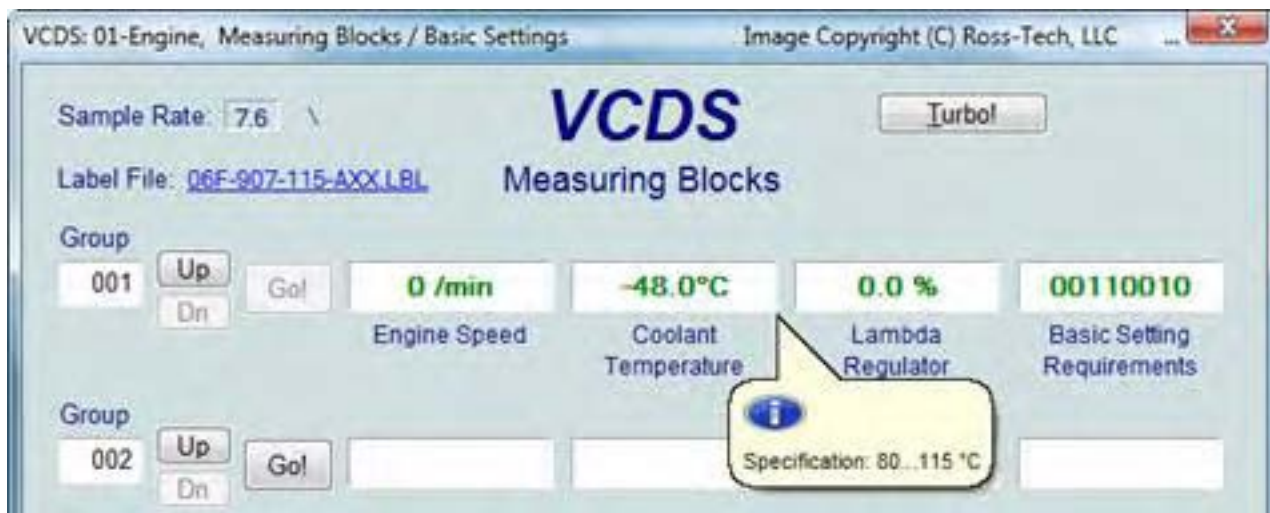 VCDS: 01-Engine, Measuring Blocks / Basic Settings Image Copyright (C) Ross-Tech, LLC ...
Sample Rate: 7.6 \
VCDS
Turbo!
Label File: 06F-907-115-AXX.LBL
Measuring Blocks
Group
001 Up Dn Go! 0 /min -48.0°C 0.0 % 00110010
Engine Speed Coolant Temperature Lambda Regulator Basic Setting Requirements
Group
002 Up Dn Go!
Specification: 80...115 °C